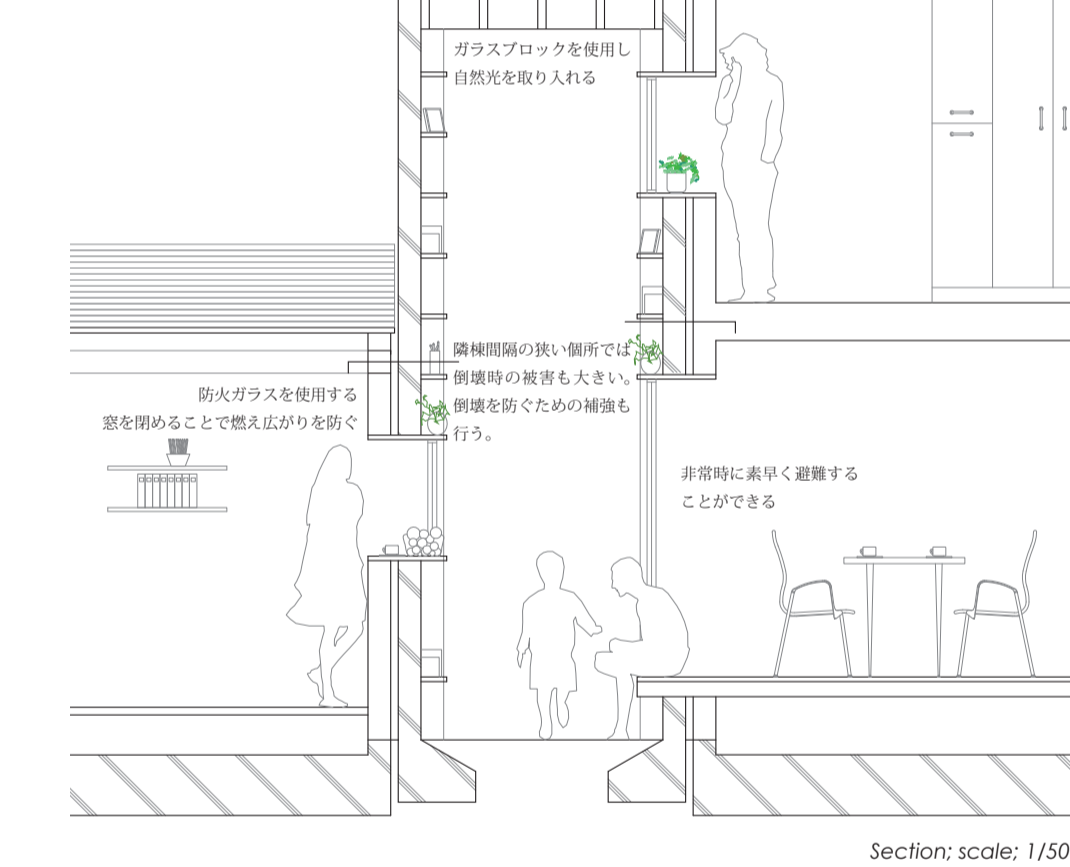 ガラスブロックを使用し
自然光を取り入れる
隣棟間隔の狭い個所では
倒壊時の被害も大きい。
倒壊を防ぐための補強も
行う。
防火ガラスを使用する
窓を閉めることで燃え広がりを防ぐ
非常時に素早く避難する
ことができる
Section; scale; 1/50